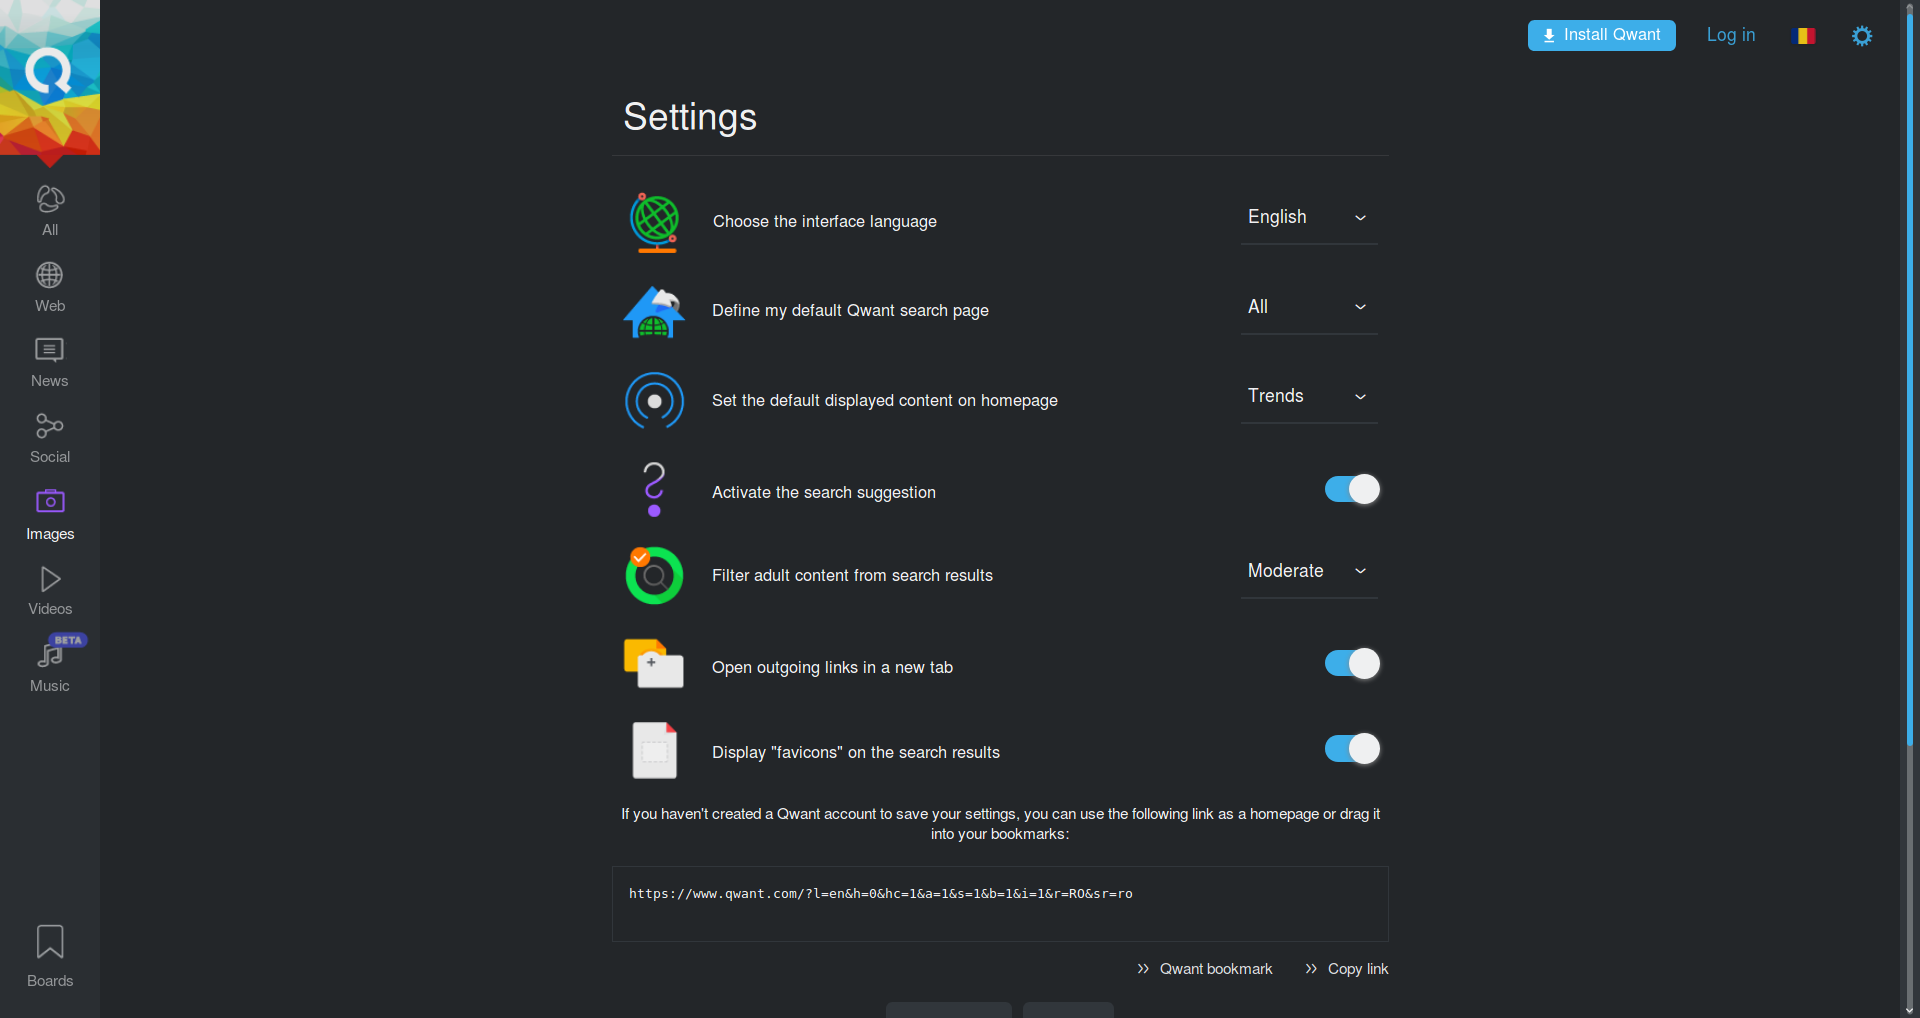 Install Qwant
Log in
Settings
All
Web
News
Social
Images
Videos
BETA
Music
Boards
Choose the interface language
English
Define my default Qwant search page
All
Set the default displayed content on homepage
Trends
Activate the search suggestion
Filter adult content from search results
Moderate
Open outgoing links in a new tab
Display "favicons" on the search results
If you haven't created a Qwant account to save your settings, you can use the following link as a homepage or drag it
into your bookmarks:
https://www.qwant.com/?l=en&h=0&hc=1&a=1&s=1&b=1&i=1&r=RO&sr=ro
Qwant bookmark
Copy link